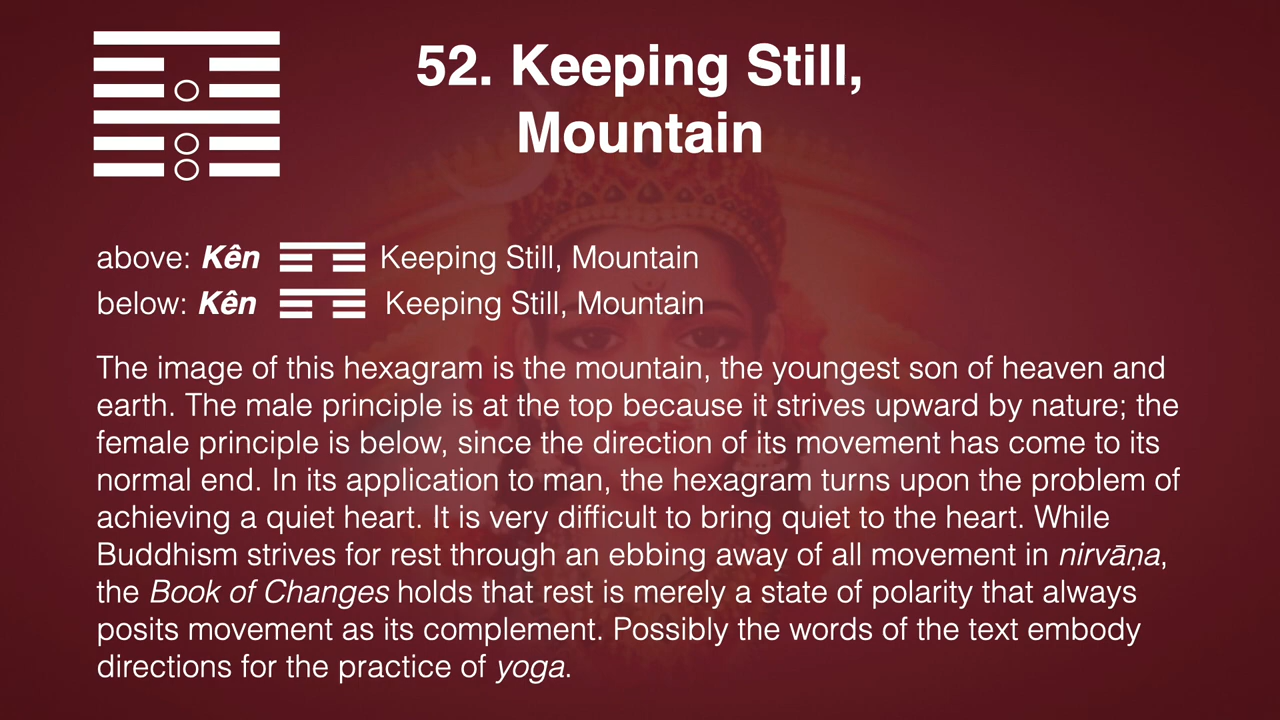 52. Keeping Still,
Mountain
above: Kên Keeping Still, Mountain
below: Kên Keeping Still, Mountain
The image of this hexagram is the mountain, the youngest son of heaven and
earth. The male principle is at the top because it strives upward by nature; the
female principle is below, since the direction of its movement has come to its
normal end. In its application to man, the hexagram turns upon the problem of
achieving a quiet heart. It is very difficult to bring quiet to the heart. While
Buddhism strives for rest through an ebbing away of all movement in nirvāṇa,
the Book of Changes holds that rest is merely a state of polarity that always
posits movement as its complement. Possibly the words of the text embody
directions for the practice of yoga.